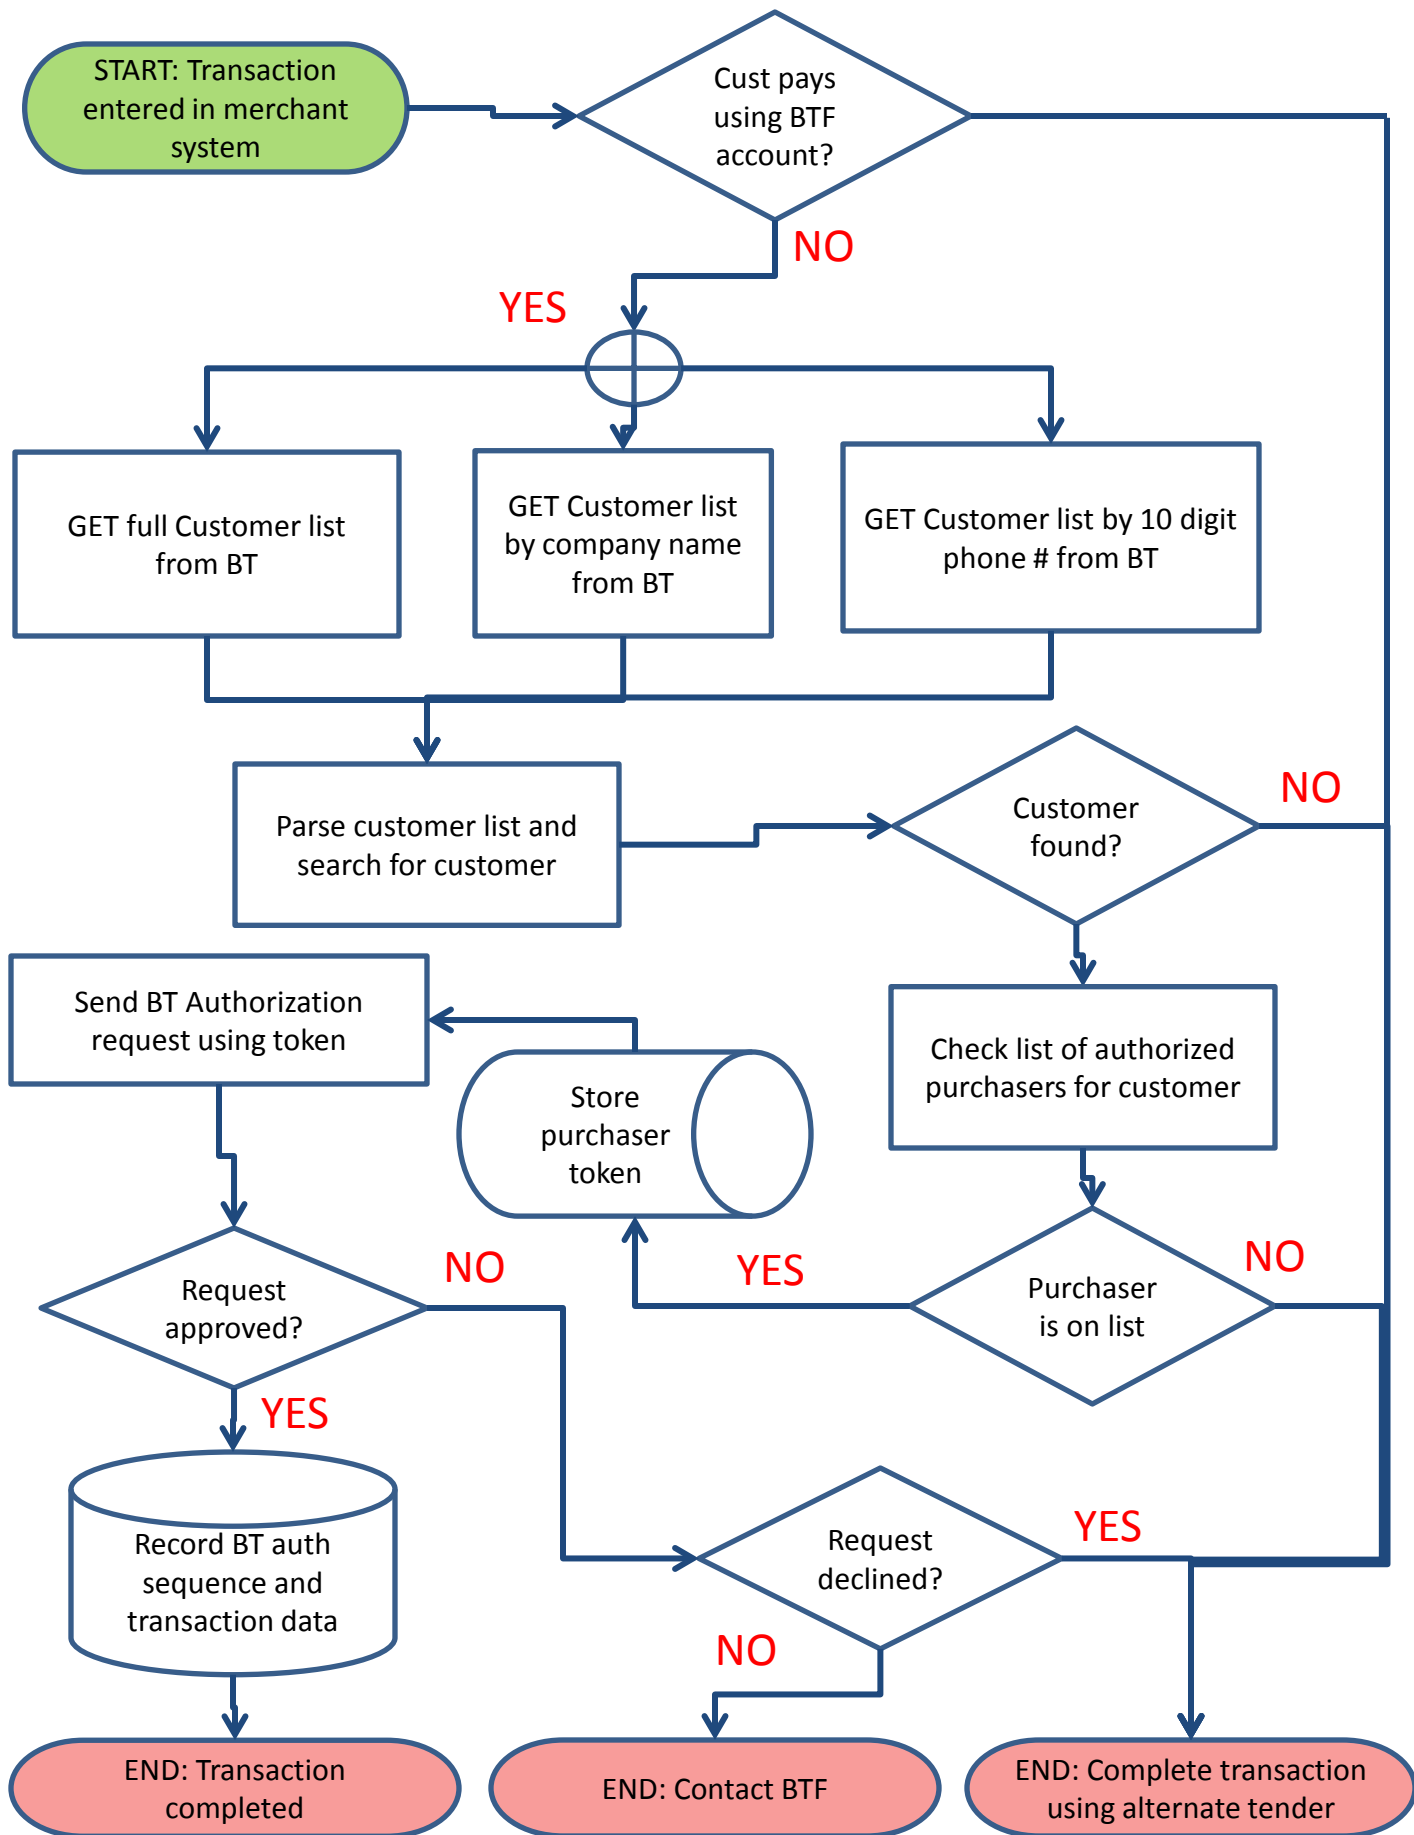 START: Transaction
entered in merchant
system
Cust pays
using BTF
account?
NO
YES
GET full Customer list
from BT
GET Customer list
by company name
from BT
GET Customer list by 10 digit
phone # from BT
Parse customer list and
search for customer
Customer
found?
NO
Send BT Authorization
request using token
Store
purchaser
token
Check list of authorized
purchasers for customer
Request
approved?
NO
YES
Purchaser
is on list
NO
YES
Record BT auth
sequence and
transaction data
Request
declined?
YES
NO
END: Transaction
completed
END: Contact BTF
END: Complete transaction
using alternate tender